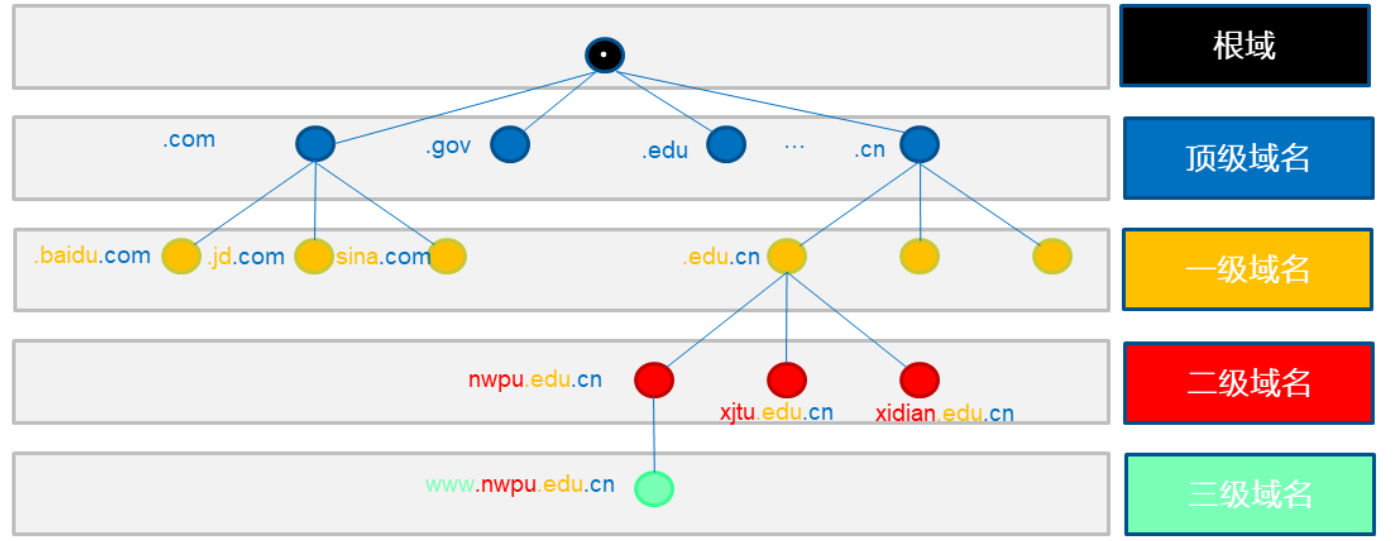 根域
.com
.gov
.edu
...
.cn
顶级域名
.baidu.com
.jd.com
sina.com
.edu.cn
一级域名
nwpu.edu.cn
xjtu.edu.cn
xidian.edu.cn
二级域名
www.nwpu.edu.cn
三级域名